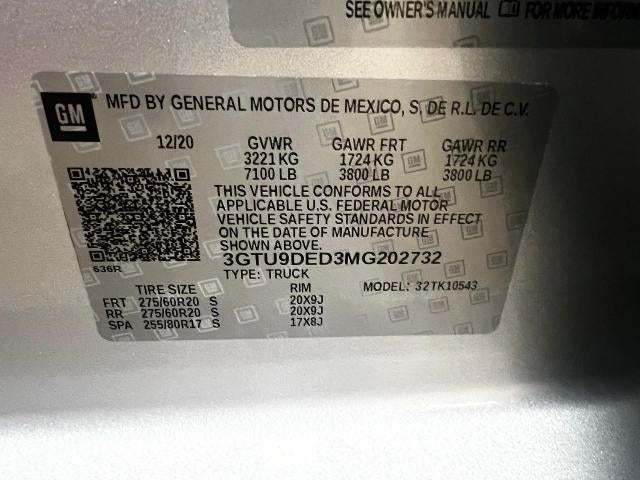 SEE OWNER'S MANUAL FOR MORE
GM
MFD BY GENERAL MOTORS DE MEXICO, S. DE R.L. DE C.V.
12/20 GVWR GAWR FRT GAWR RR
3221 KG 1724 KG 1724 KG
7100 LB 3800 LB 3800 LB
THIS VEHICLE CONFORMS TO ALL
APPLICABLE U.S. FEDERAL MOTOR
VEHICLE SAFETY STANDARDS IN EFFECT
ON THE DATE OF MANUFACTURE
SHOWN ABOVE.
3GTU9DED3MG202732
636R
TYPE: TRUCK
TIRE SIZE RIM MODEL: 32TK10543
FRT 275/60R20 S 20X9J
RR 275/60R20 S 20X9J
SPA 255/80R17 S 17X8J